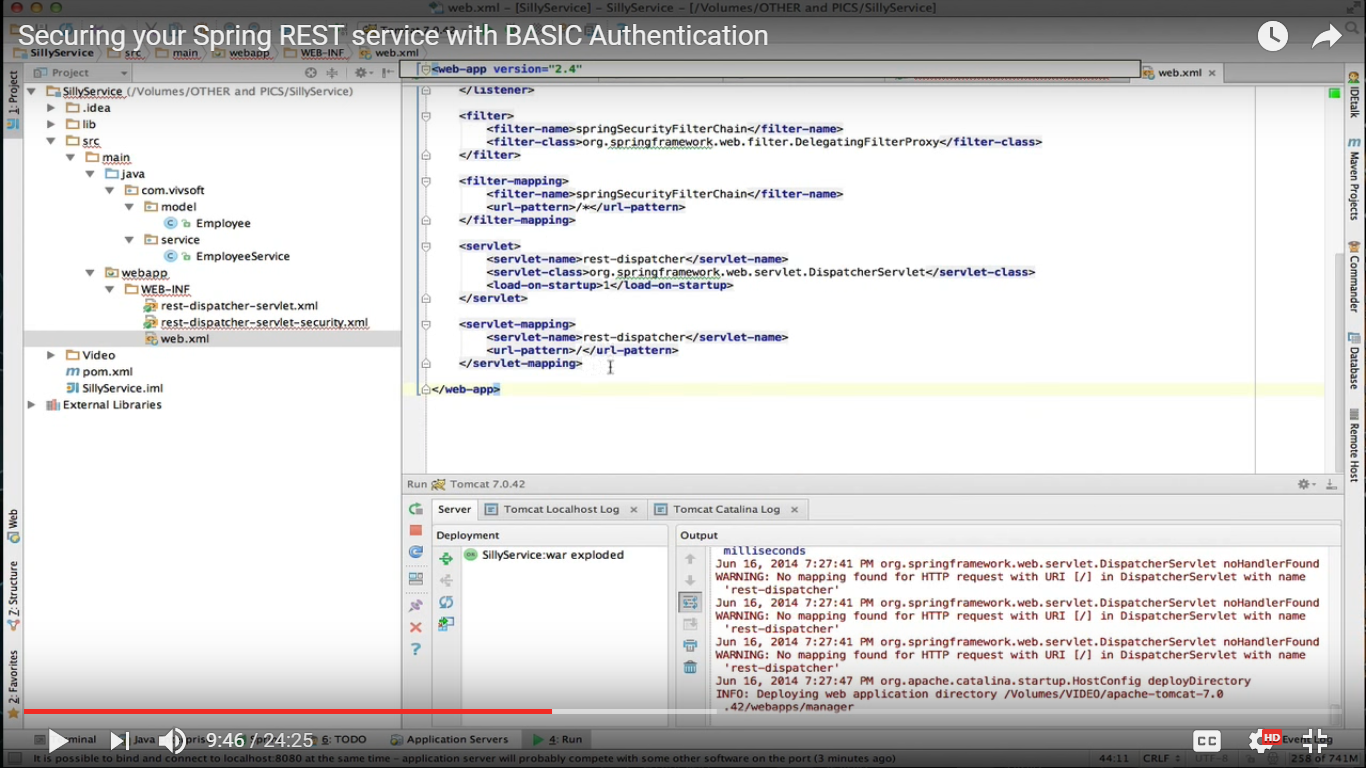 web.xml - [SillyService] - SillyService - [/Volumes/OTHER and PICS/SillyService]
Securing your Spring REST service with BASIC Authentication
SillyService src main webapp WEB-INF web.xml
1: Project
Project
SillyService (/Volumes/OTHER and PICS/SillyService)
.idea
lib
src
main
java
com.vivsoft
model
Employee
service
EmployeeService
webapp
WEB-INF
rest-dispatcher-servlet.xml
rest-dispatcher-servlet-security.xml
web.xml
Video
pom.xml
SillyService.iml
External Libraries
Web
7: Structure
2: Favorites
<web-app version="2.4"
web.xml
</listener>
<filter>
<filter-name>springSecurityFilterChain</filter-name>
<filter-class>org.springframework.web.filter.DelegatingFilterProxy</filter-class>
</filter>
<filter-mapping>
<filter-name>springSecurityFilterChain</filter-name>
<url-pattern>/*</url-pattern>
</filter-mapping>
<servlet>
<servlet-name>rest-dispatcher</servlet-name>
<servlet-class>org.springframework.web.servlet.DispatcherServlet</servlet-class>
<load-on-startup>1</load-on-startup>
</servlet>
<servlet-mapping>
<servlet-name>rest-dispatcher</servlet-name>
<url-pattern>/</url-pattern>
</servlet-mapping>
</web-app>
IDEtalk
Maven Projects
Commander
Database
Remote Host
Run Tomcat 7.0.42
Server Tomcat Localhost Log Tomcat Catalina Log
Deployment
SillyService:war exploded
Output
milliseconds
Jun 16, 2014 7:27:41 PM org.springframework.web.servlet.DispatcherServlet noHandlerFound
WARNING: No mapping found for HTTP request with URI [/] in DispatcherServlet with name
'rest-dispatcher'
Jun 16, 2014 7:27:41 PM org.springframework.web.servlet.DispatcherServlet noHandlerFound
WARNING: No mapping found for HTTP request with URI [/] in DispatcherServlet with name
'rest-dispatcher'
Jun 16, 2014 7:27:41 PM org.springframework.web.servlet.DispatcherServlet noHandlerFound
WARNING: No mapping found for HTTP request with URI [/] in DispatcherServlet with name
'rest-dispatcher'
Jun 16, 2014 7:27:47 PM org.apache.catalina.startup.HostConfig deployDirectory
INFO: Deploying web application directory /Volumes/VIDEO/apache-tomcat-7.0
.42/webapps/manager
6: TODO Application Servers 4: Run Event Log
9:46 / 24:25 CC HD
It is possible to bind and connect to localhost:8080 at the same time - application server will probably compete with some other software on the port (3 minutes ago) 44:11 CRLF UTF-8 258 of 741M